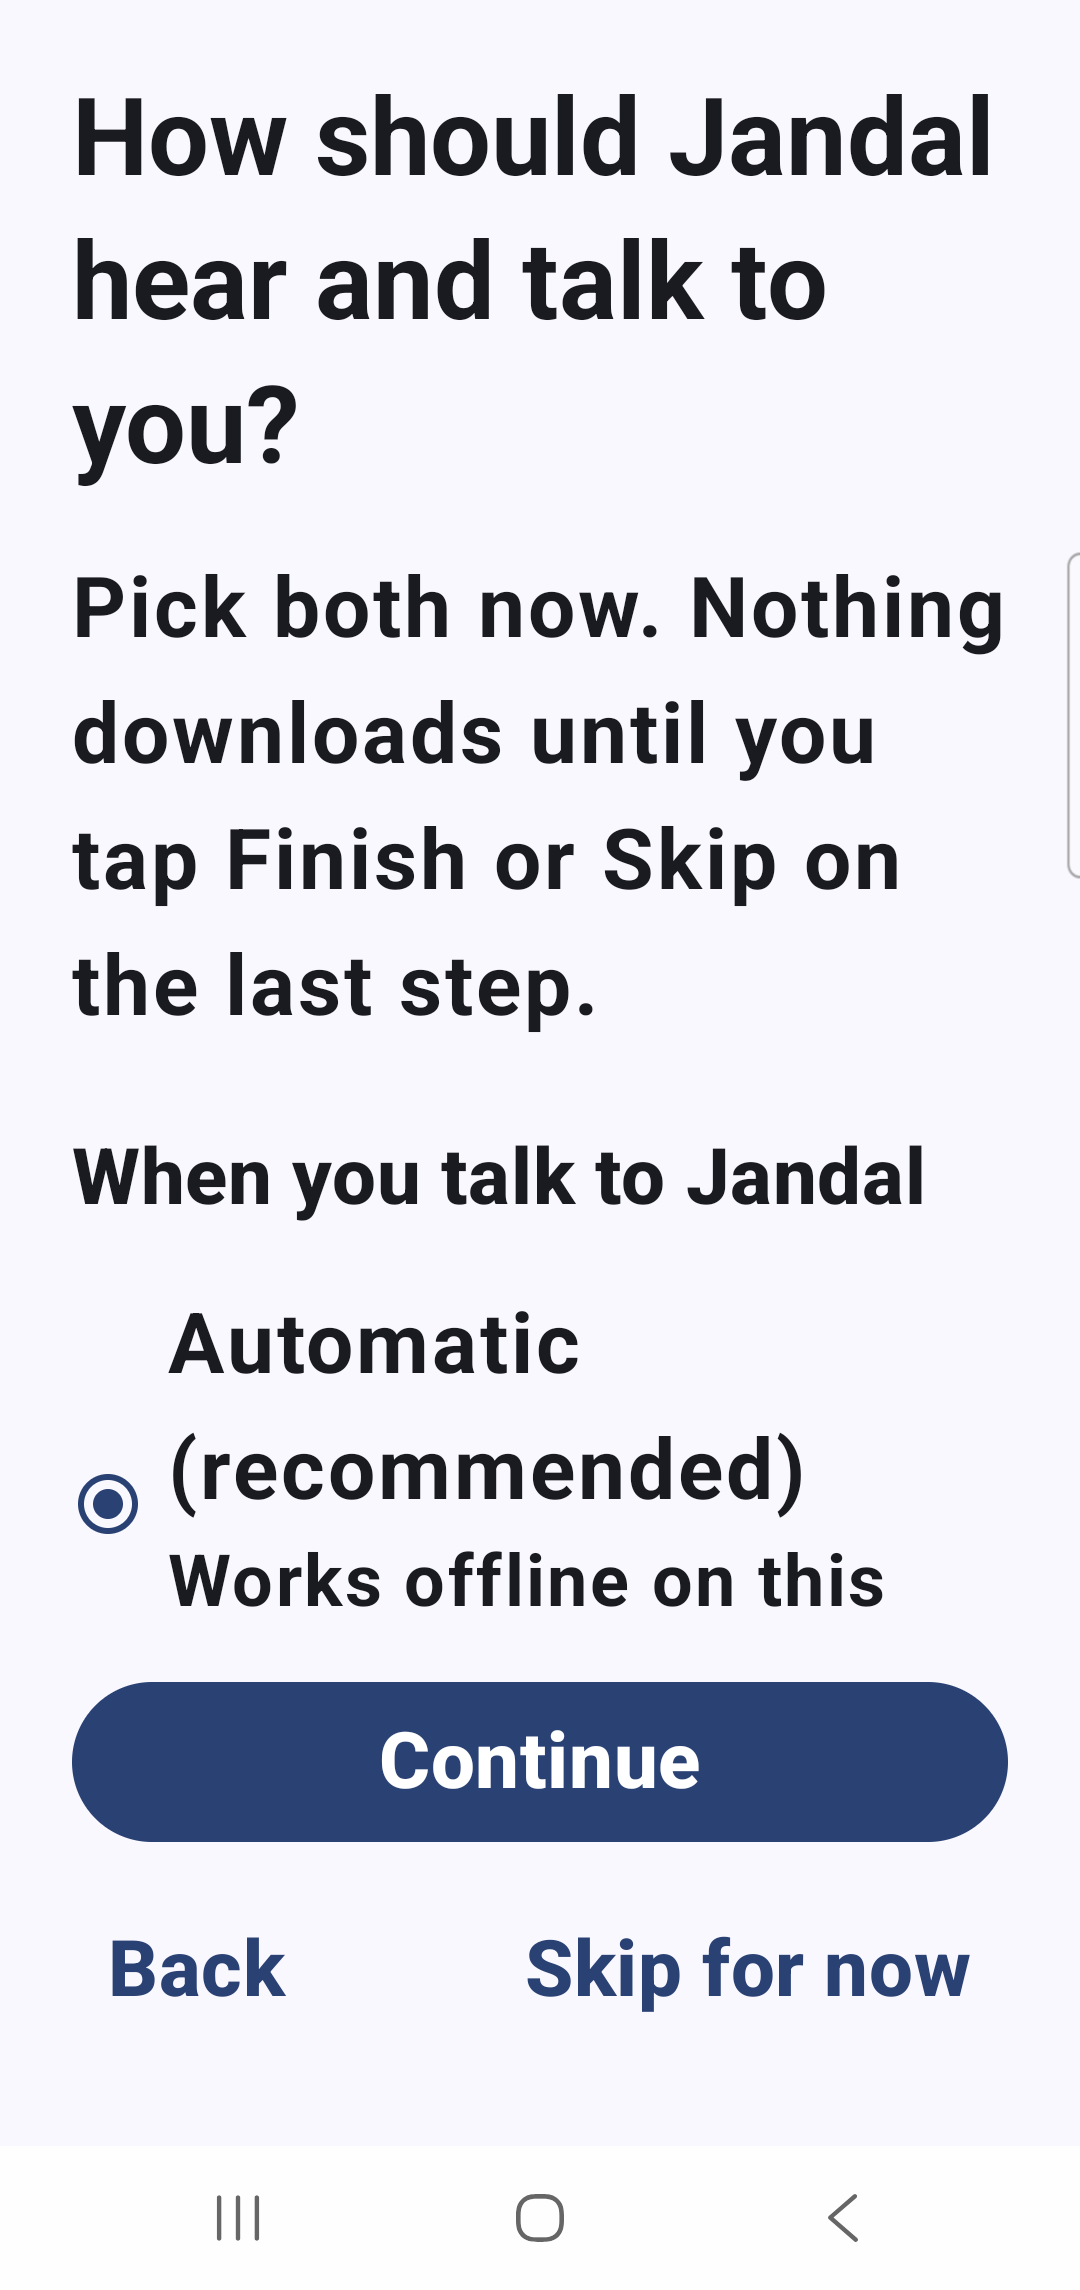 How should Jandal
hear and talk to
you?
Pick both now. Nothing
downloads until you
tap Finish or Skip on
the last step.
When you talk to Jandal
Automatic
(recommended)
Works offline on this
Continue
Back
Skip for now